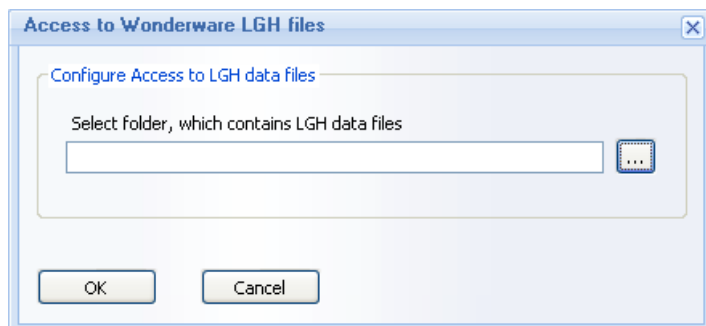 Access to Wonderware LGH files
Configure Access to LGH data files
Select folder, which contains LGH data files
...
OK
Cancel